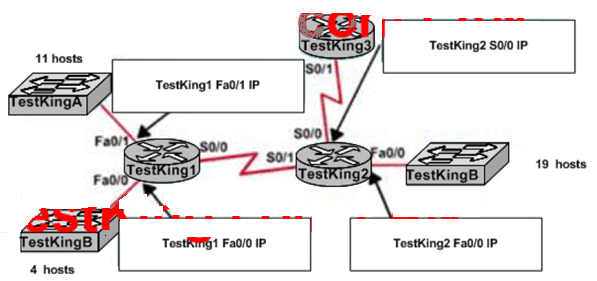 TestKing3
TestKing2 S0/0 IP
11 hosts
S0/1
TestKingA
TestKing1 Fa0/1 IP
Fa0/1
S0/0
S0/0
TestKing1
S0/1
Fa0/0
TestKing2
TestKingB
19 hosts
Fa0/0
TestKingB
TestKing1 Fa0/0 IP
TestKing2 Fa0/0 IP
4 hosts